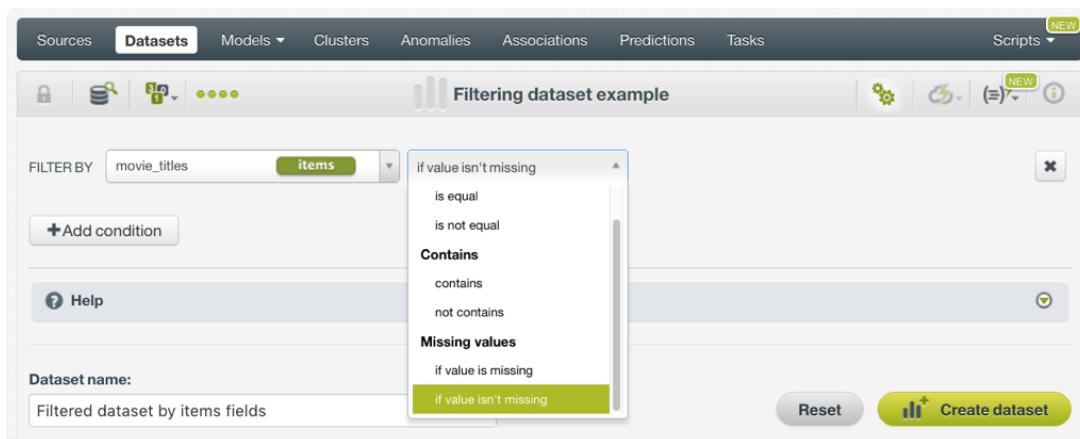 NEW
Sources Datasets Models Clusters Anomalies Associations Predictions Tasks Scripts
Filtering dataset example
NEW
FILTER BY movie_titles items if value isn't missing
is equal
is not equal
+Add condition
Contains
contains
Help
not contains
Missing values
if value is missing
Dataset name:
if value isn't missing
Filtered dataset by items fields
Reset Create dataset